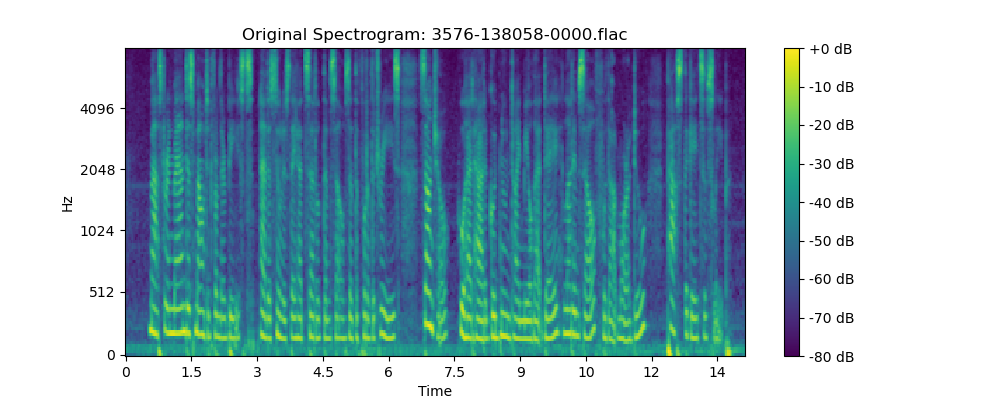 Original Spectrogram: 3576-138058-0000.flac
Hz
4096
2048
1024
512
0
0 1.5 3 4.5 6 7.5 9 10 12 14
Time
+0 dB
-10 dB
-20 dB
-30 dB
-40 dB
-50 dB
-60 dB
-70 dB
-80 dB